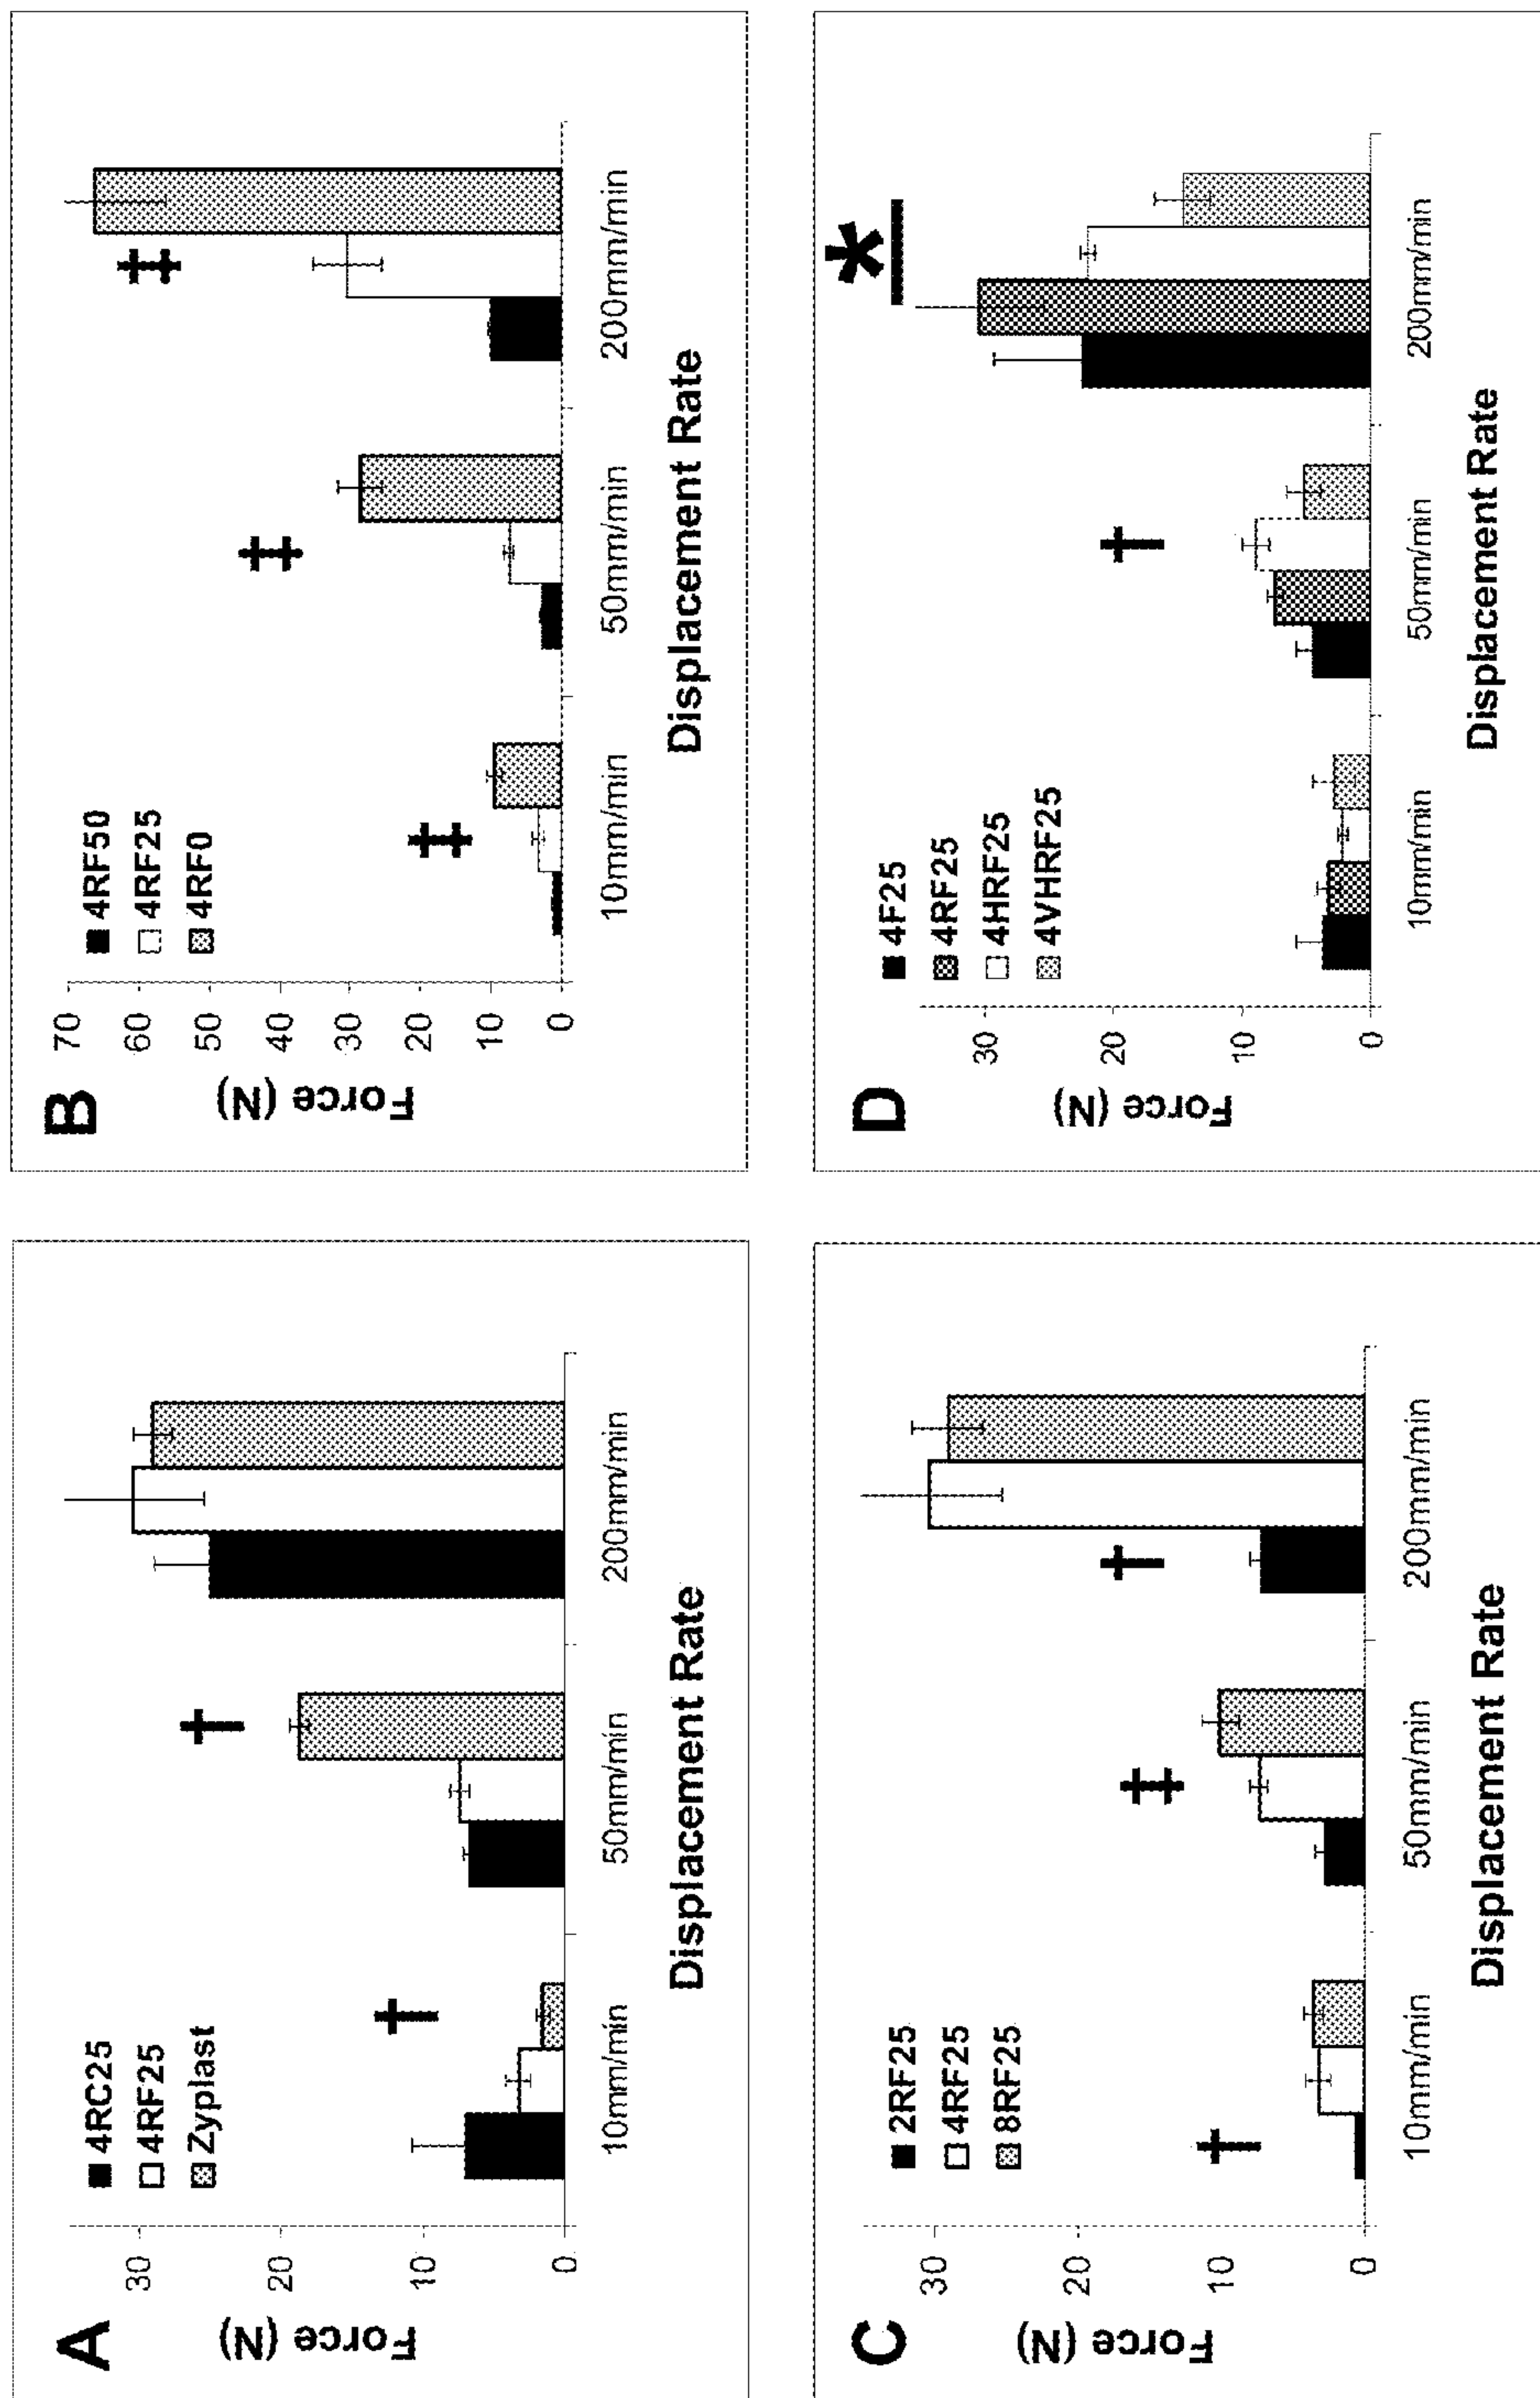 A
30
20
10
0
Force (N)
4RC25
4RF25
Zyplast
†
†
10mm/min
50mm/min
200mm/min
Displacement Rate
B
70
60
50
40
30
20
10
0
Force (N)
4RF50
4RF25
4RF0
‡
‡
‡
10mm/min
50mm/min
200mm/min
Displacement Rate
C
30
20
10
0
Force (N)
2RF25
4RF25
8RF25
†
‡
†
10mm/min
50mm/min
200mm/min
Displacement Rate
D
30
20
10
0
Force (N)
4F25
4RF25
4HRF25
4VHRF25
†
*
10mm/min
50mm/min
200mm/min
Displacement Rate